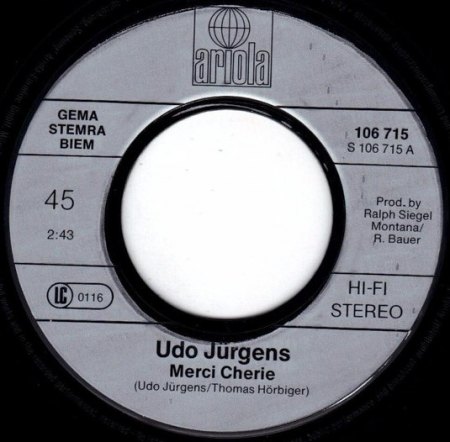 ariola
GEMA
STEMRA
BIEM
106 715
S 106 715 A
45
2:43
Prod. by
Ralph Siegel
Montana/
R. Bauer
LC 0116
HI-FI
STEREO
Udo Jürgens
Merci Cherie
(Udo Jürgens/Thomas Hörbiger)